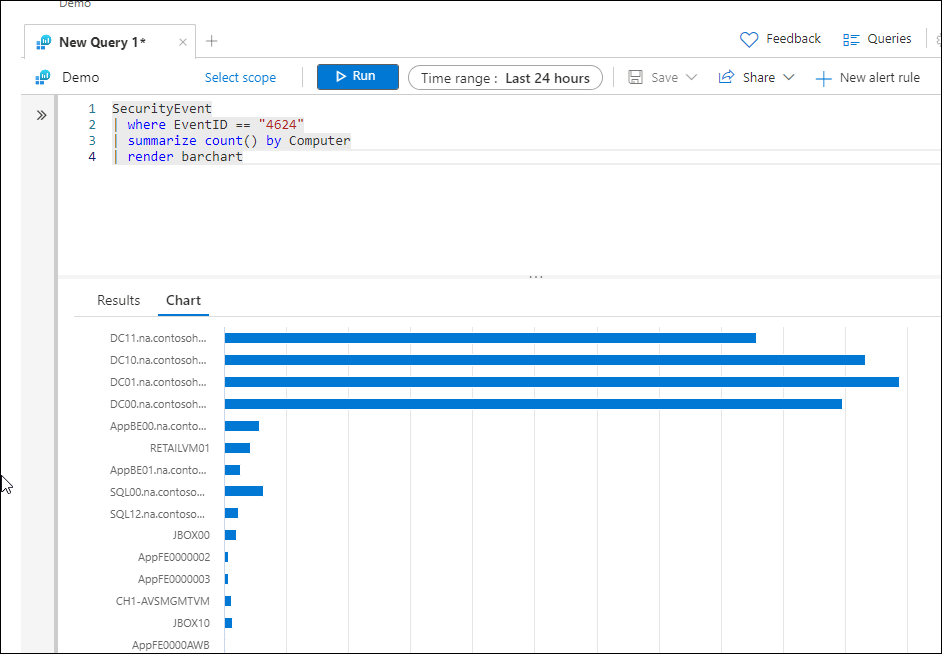 Demo
New Query 1*
Feedback
Queries
Demo
Select scope
Run
Time range : Last 24 hours
Save
Share
New alert rule
1 SecurityEvent
2 | where EventID == "4624"
3 | summarize count() by Computer
4 | render barchart
...
Results
Chart
DC11.na.contosoh...
DC10.na.contosoh...
DC01.na.contosoh...
DC00.na.contosoh...
AppBE00.na.conto...
RETAILVM01
AppBE01.na.conto...
SQL00.na.contoso...
SQL12.na.contoso...
JBOX00
AppFE0000002
AppFE0000003
CH1-AVSMGMTVM
JBOX10
AppFE0000AWB